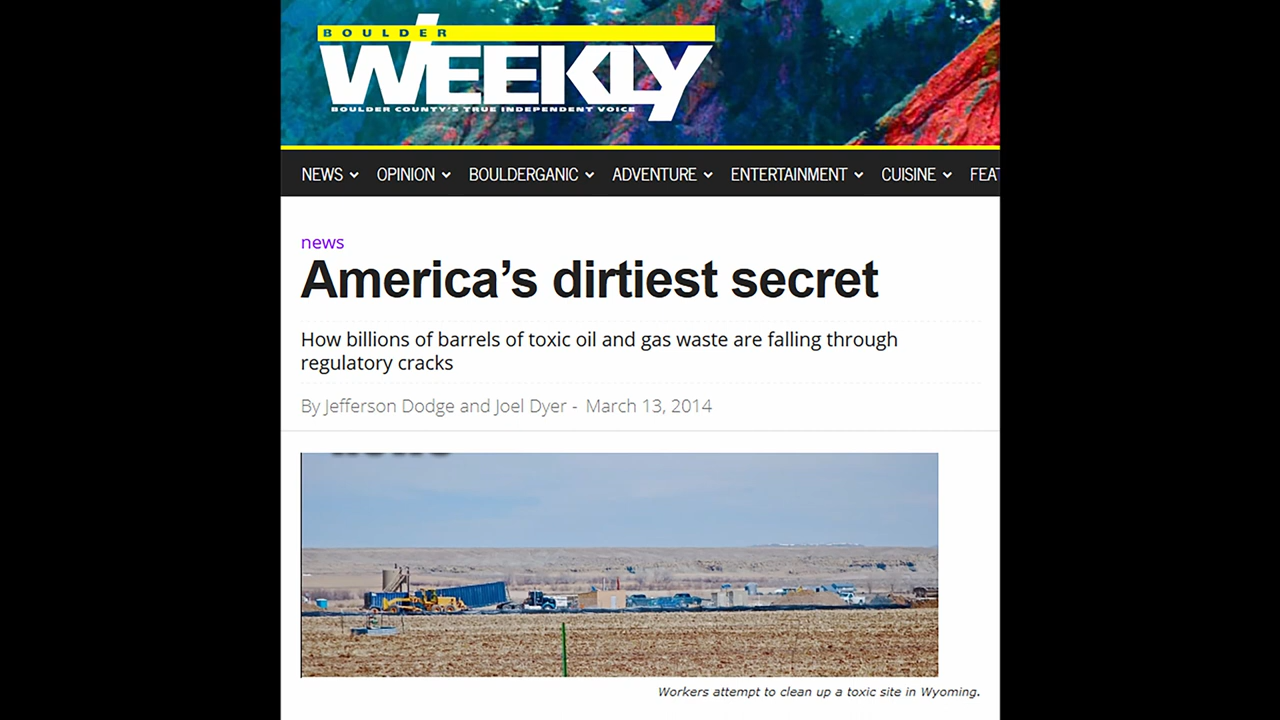 BOULDER
WEEKLY
BOULDER COUNTY'S TRUE INDEPENDENT VOICE
NEWS OPINION BOULDERGANIC ADVENTURE ENTERTAINMENT CUISINE FEA
news
America's dirtiest secret
How billions of barrels of toxic oil and gas waste are falling through
regulatory cracks
By Jefferson Dodge and Joel Dyer - March 13, 2014
Workers attempt to clean up a toxic site in Wyoming.